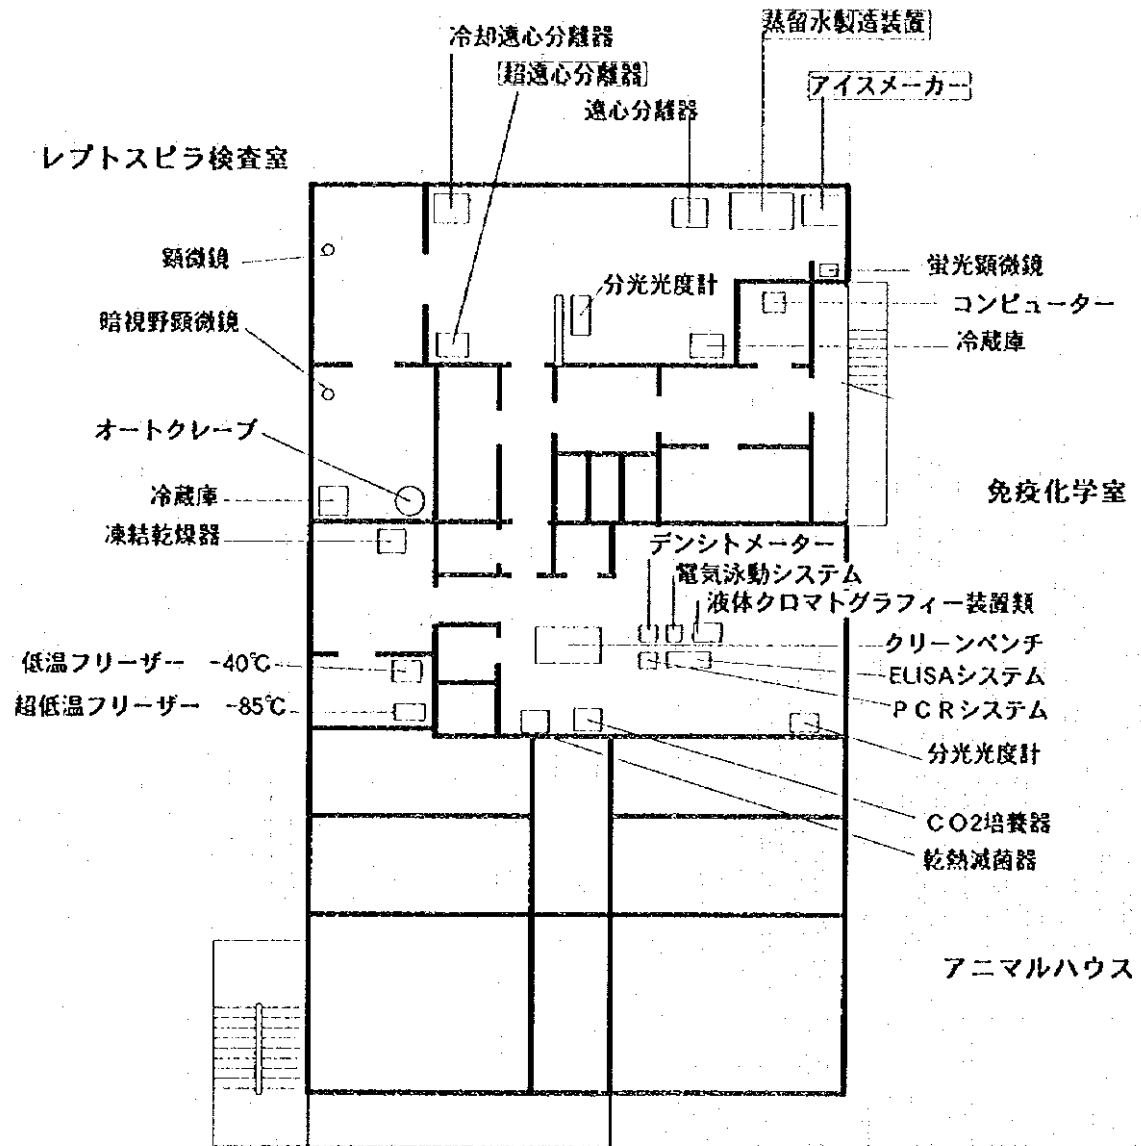 蒸留水製造装置
冷却遠心分離器
超遠心分離器
アイスメーカー
遠心分離器
レプトスピラ検査室
顕微鏡
蛍光顕微鏡
分光光度計
コンピューター
暗視野顕微鏡
冷蔵庫
オートクレーブ
冷蔵庫
免疫化学室
凍結乾燥器
デンシトメーター
電気泳動システム
液体クロマトグラフィー装置類
クリーンベンチ
低温フリーザー -40℃
ELISAシステム
超低温フリーザー -85℃
PCRシステム
分光光度計
CO2培養器
乾熱滅菌器
アニマルハウス